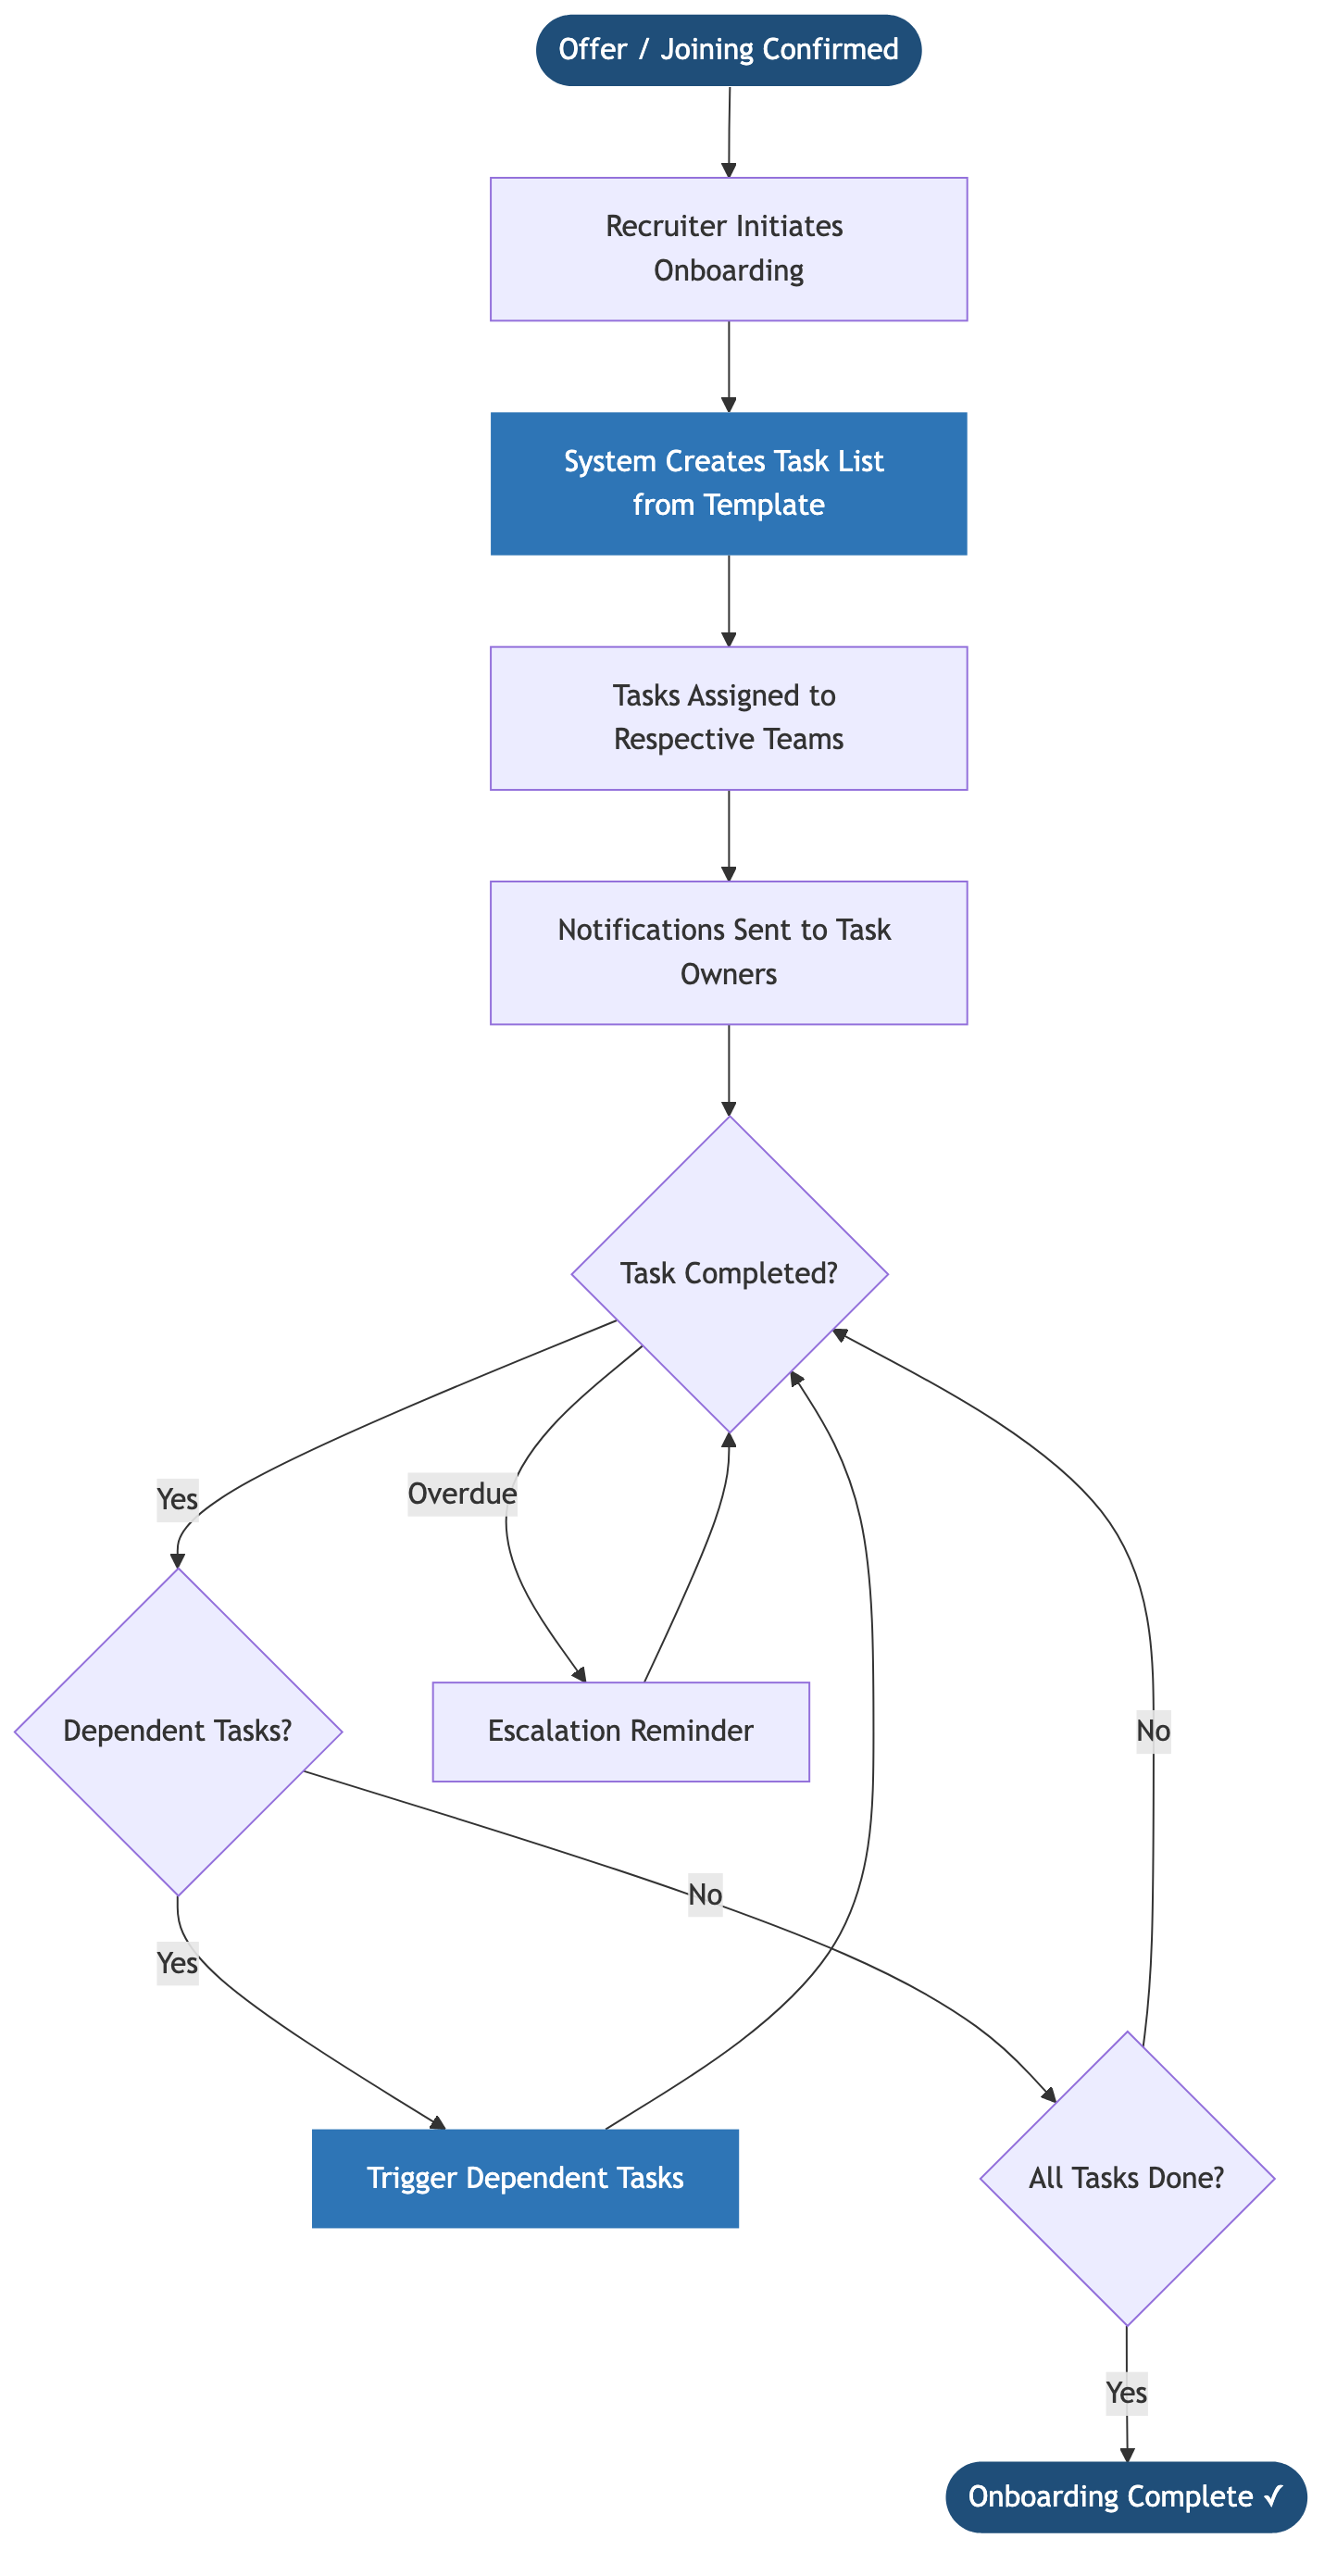 Offer / Joining Confirmed
Recruiter Initiates
Onboarding
System Creates Task List
from Template
Tasks Assigned to
Respective Teams
Notifications Sent to Task
Owners
Task Completed?
Yes
Overdue
Dependent Tasks?
Escalation Reminder
No
No
Yes
Trigger Dependent Tasks
All Tasks Done?
Yes
Onboarding Complete ✓